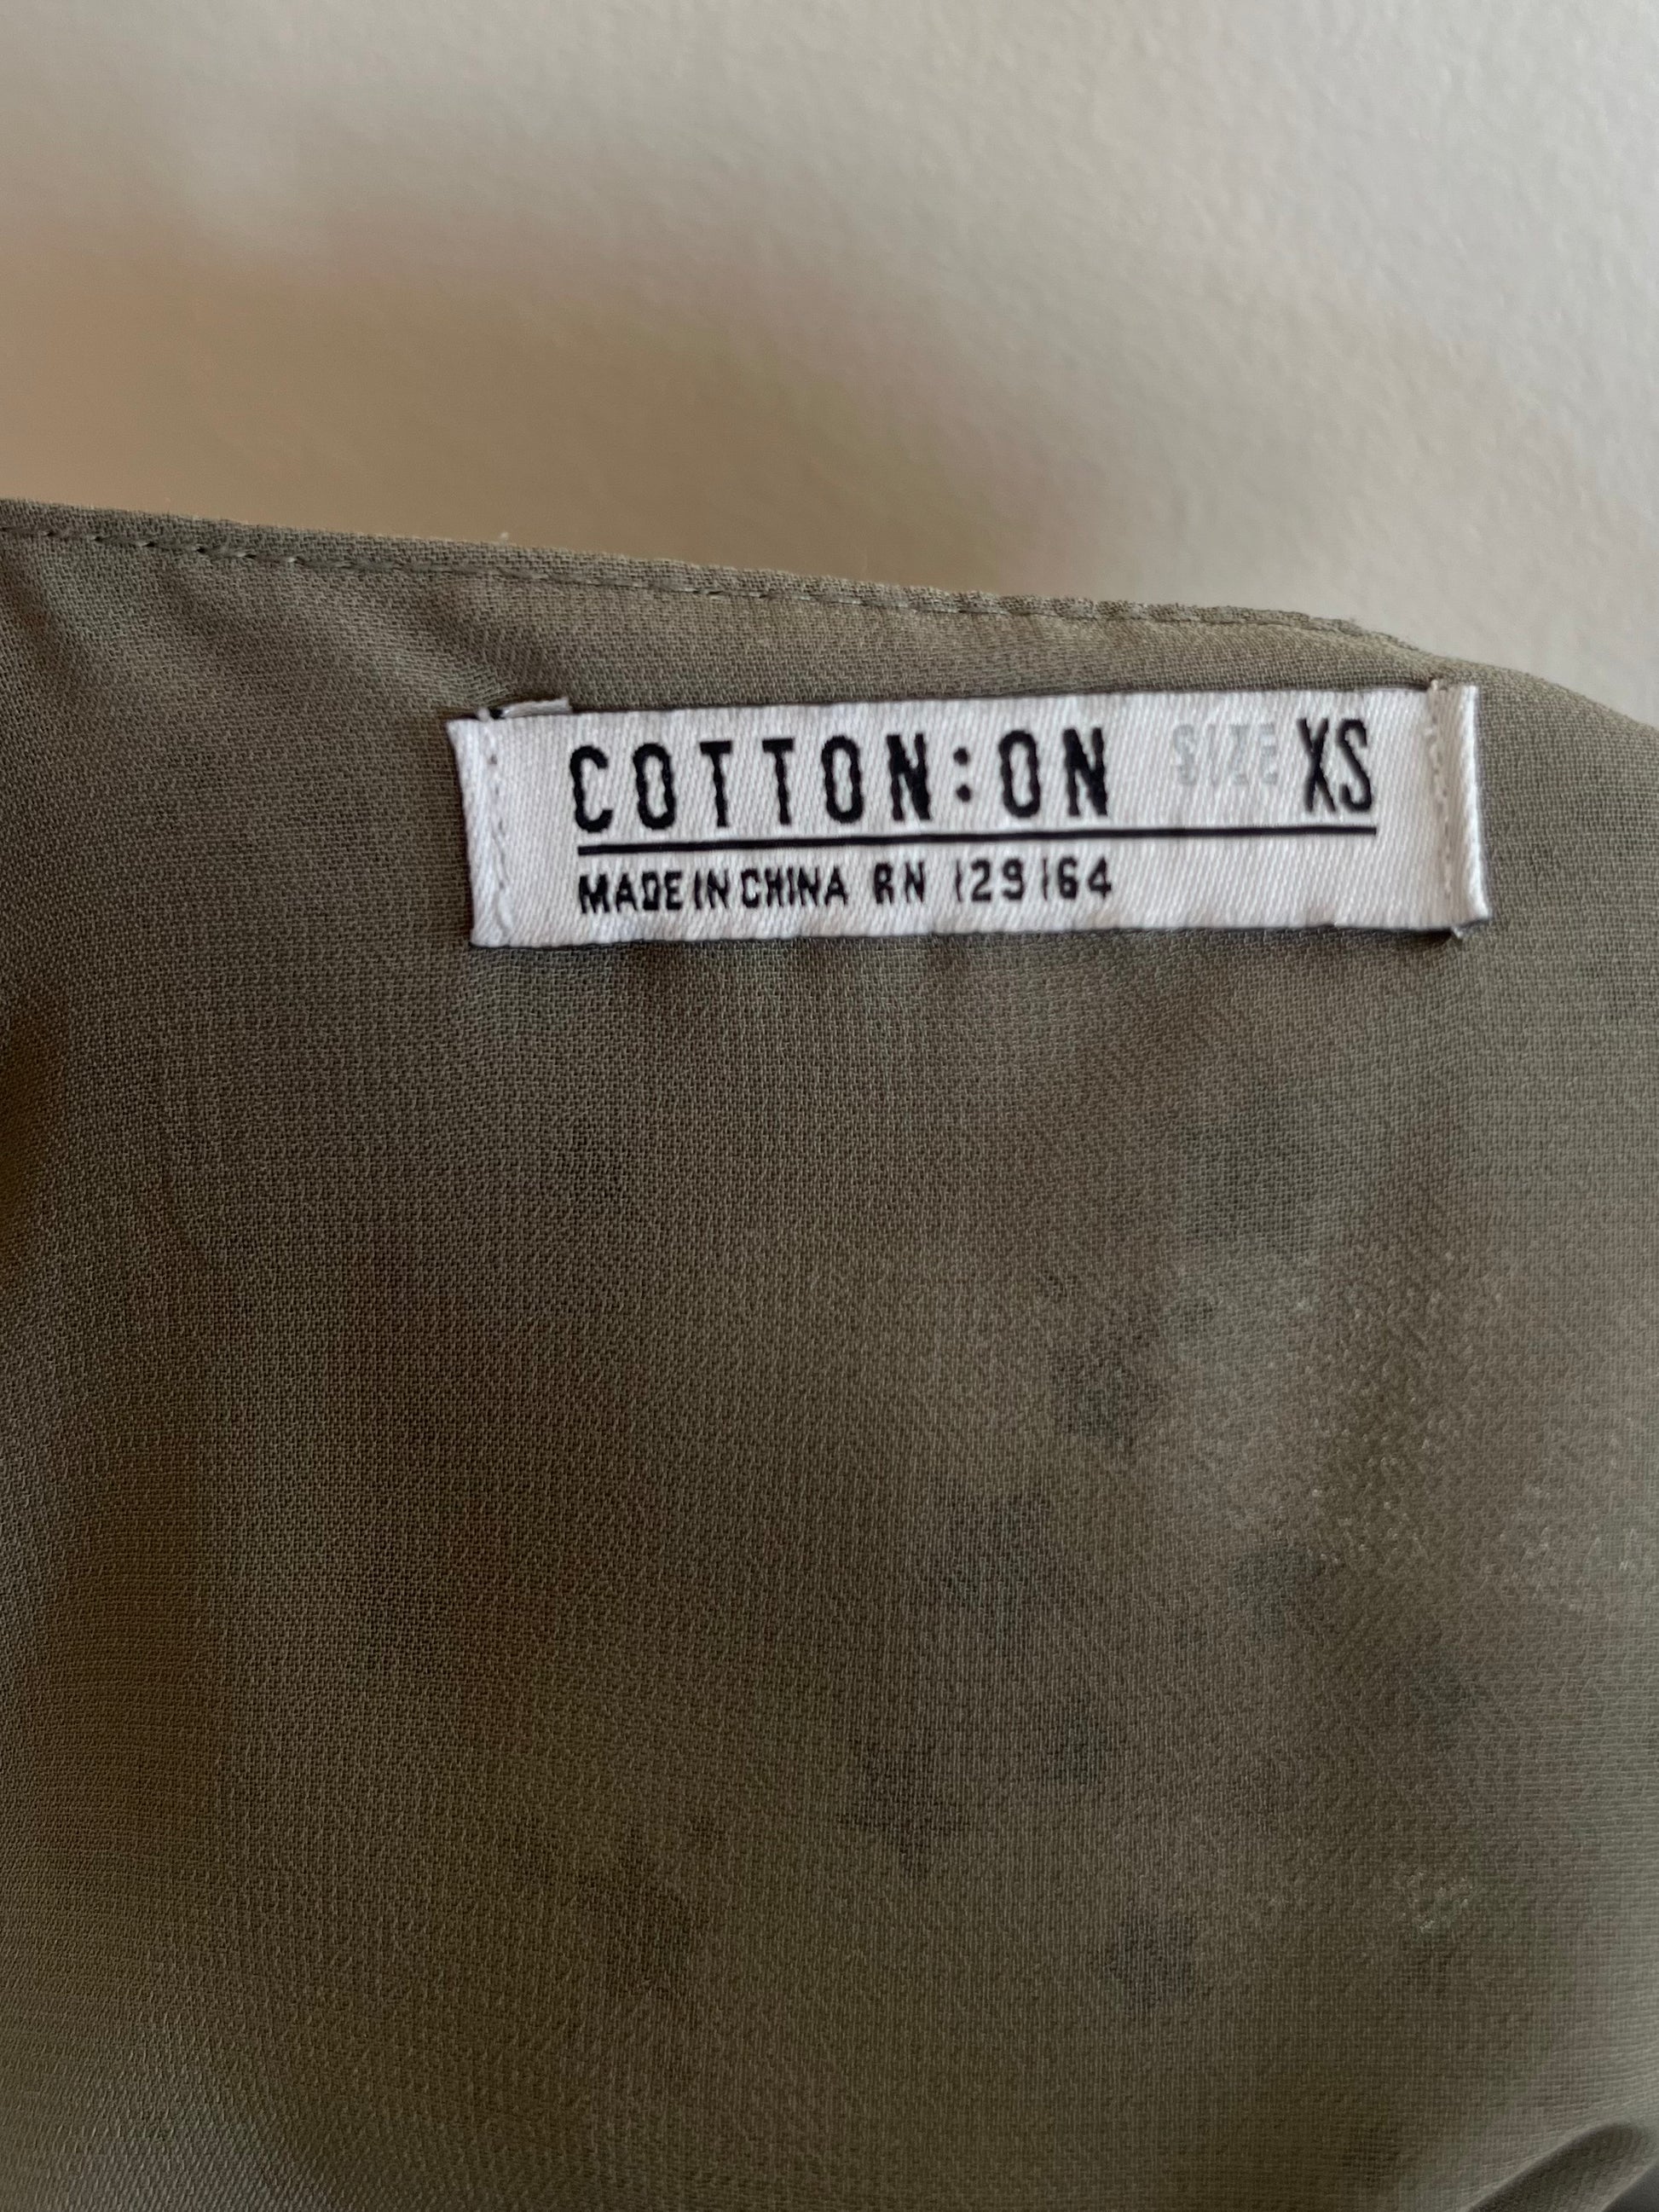 COTTON:ON SIZE XS
MADE IN CHINA RN 129164